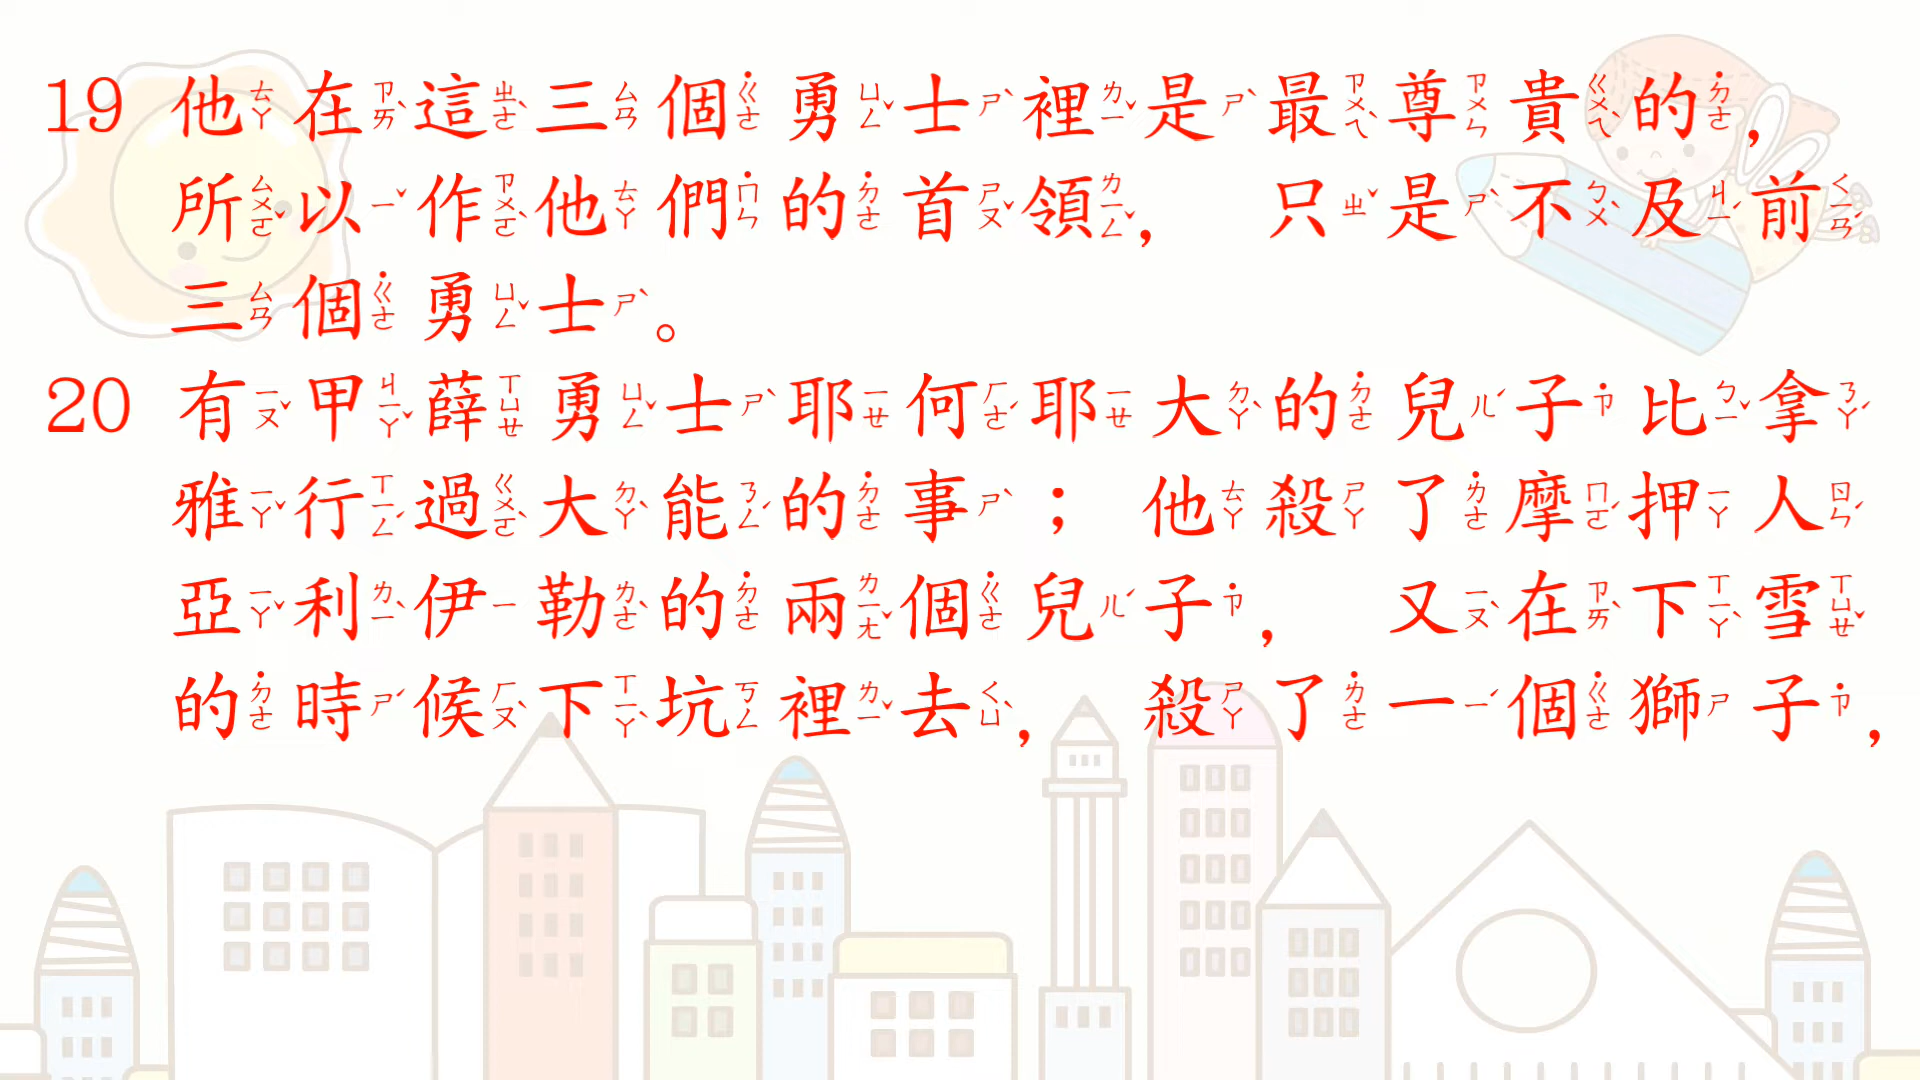 19 他在這三個勇士裡是最尊貴的,
所以作他們的首領, 只是不及前
三個勇士。
20 有甲薛勇士耶何耶大的兒子比拿
雅行過大能的事; 他殺了摩押人
亞利伊勒的兩個兒子, 又在下雪
的時候下坑裡去, 殺了一個獅子,